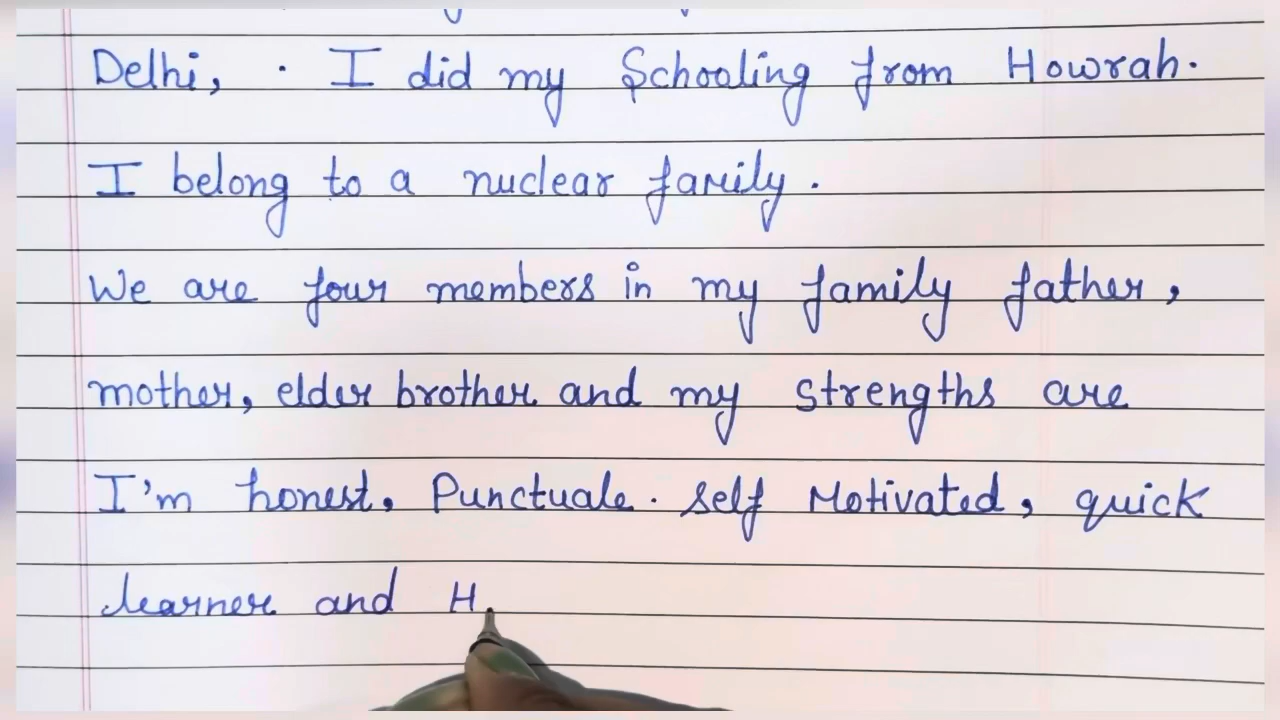 Delhi, . I did my Schooling from Howrah.
I belong to a nuclear family.
We are four members in my family father,
mother, elder brother and my strengths are
I'm honest, Punctuale. Self Motivated, quick
learner and H